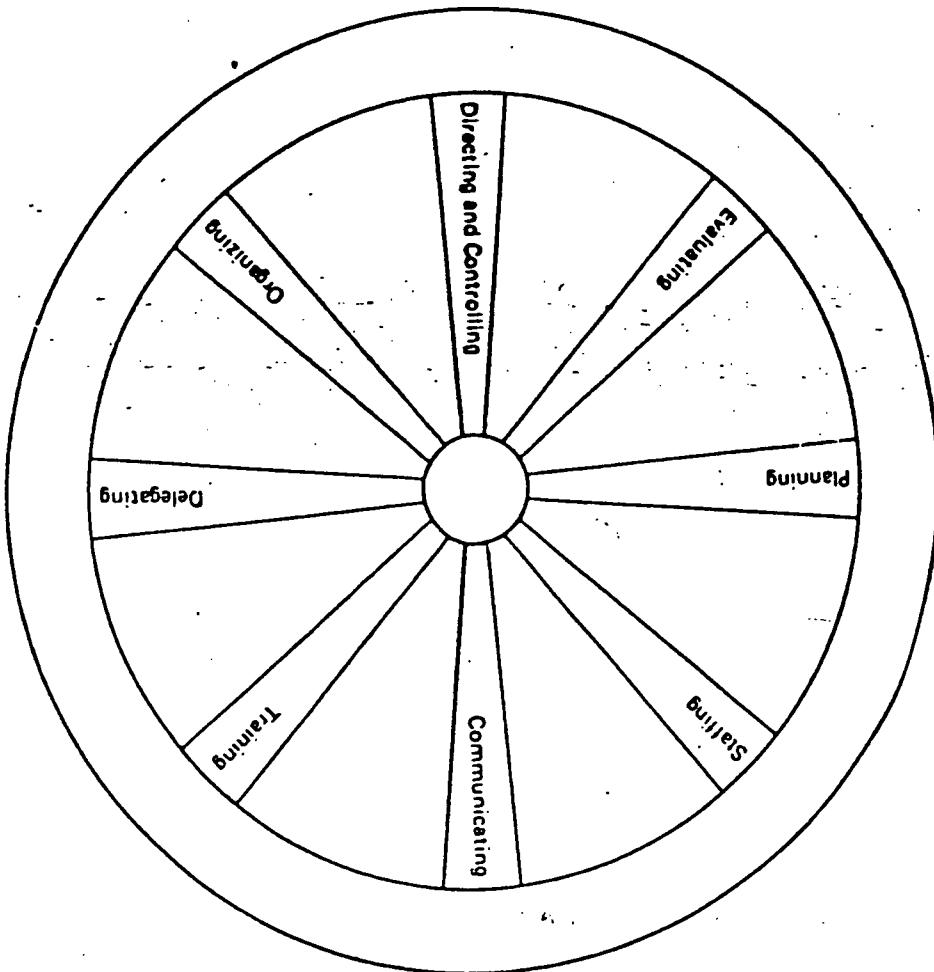 Directing and Controlling
Evaluating
Planning
Staffing
Communicating
Training
Delegating
Organizing